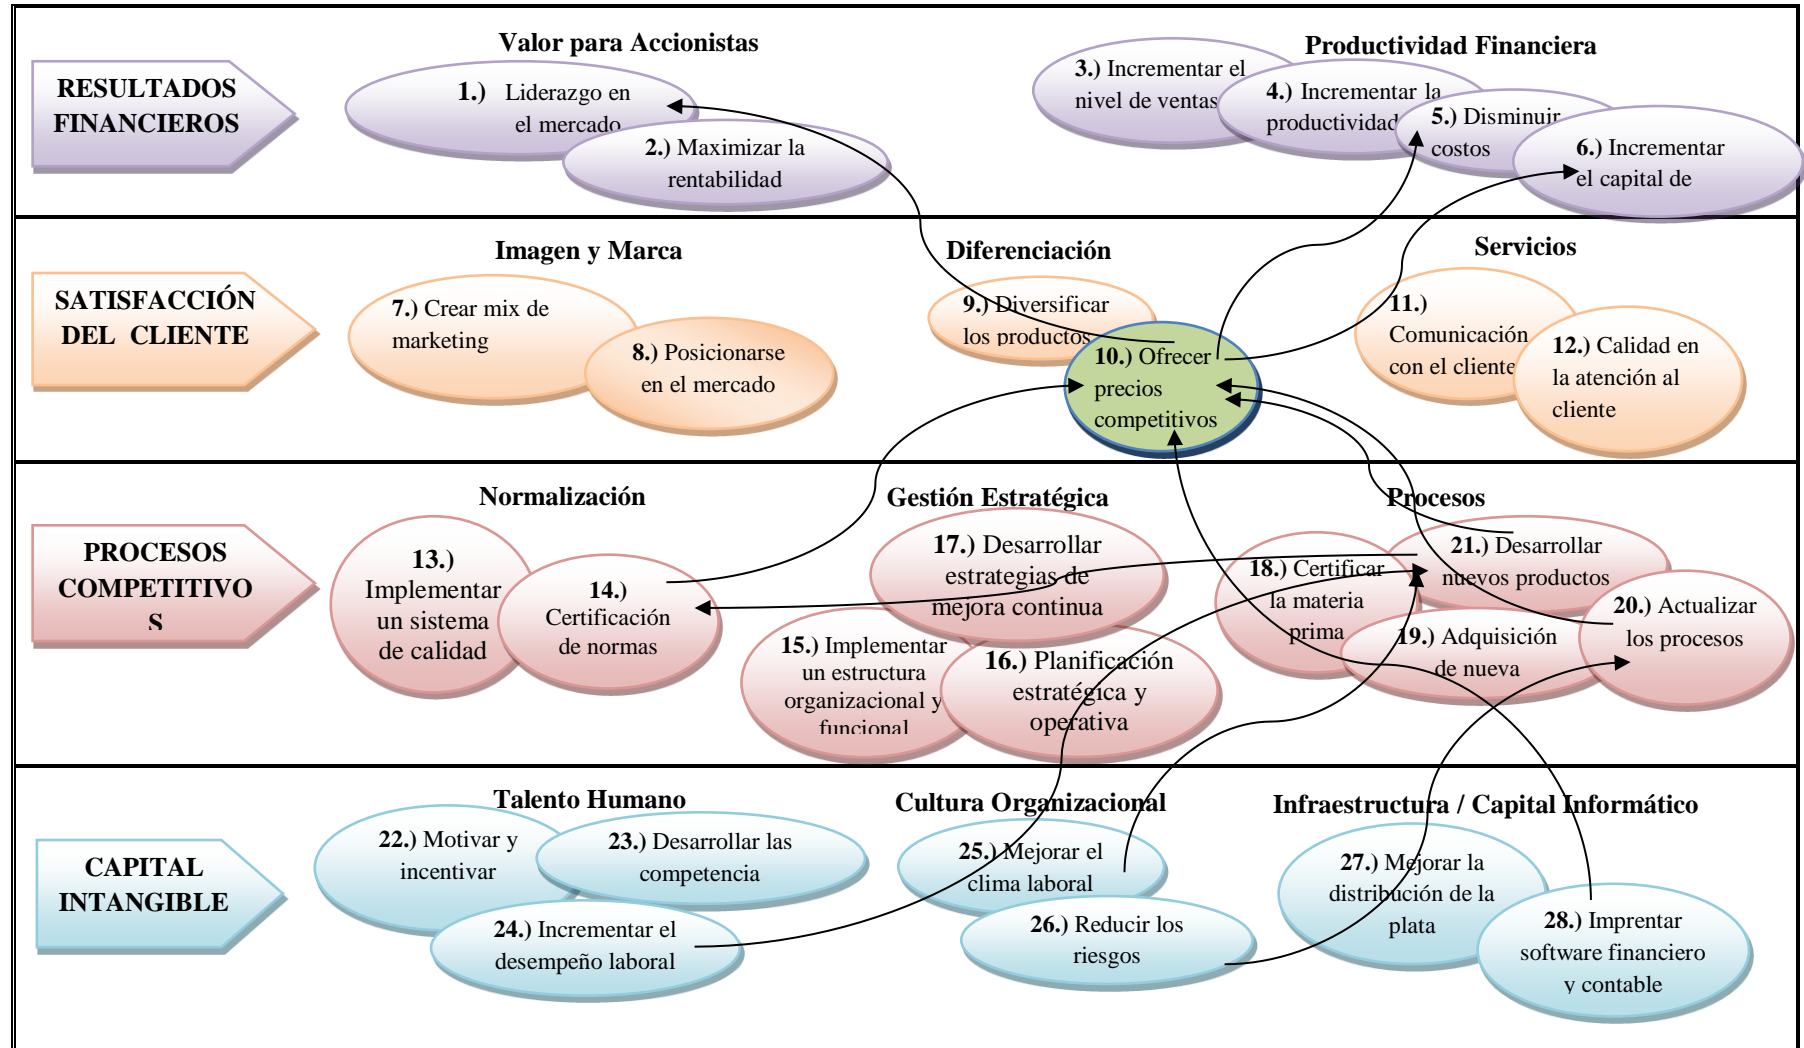 RESULTADOS
FINANCIEROS
Valor para Accionistas
1.) Liderazgo en
el mercado
2.) Maximizar la
rentabilidad
Productividad Financiera
3.) Incrementar el
nivel de ventas
4.) Incrementar la
productividad
5.) Disminuir
costos
6.) Incrementar
el capital de
SATISFACCIÓN
DEL CLIENTE
Imagen y Marca
7.) Crear mix de
marketing
8.) Posicionarse
en el mercado
Diferenciación
9.) Diversificar
los productos
10.) Ofrecer
precios
competitivos
Servicios
11.)
Comunicación
con el cliente
12.) Calidad en
la atención al
cliente
PROCESOS
COMPETITIVO
S
Normalización
13.)
Implementar
un sistema
de calidad
14.)
Certificación
de normas
Gestión Estratégica
17.) Desarrollar
estrategias de
mejora continua
15.) Implementar
un estructura
organizacional y
funcional
16.) Planificación
estratégica y
operativa
Procesos
18.) Certificar
la materia
prima
21.) Desarrollar
nuevos productos
19.) Adquisición
de nueva
20.) Actualizar
los procesos
CAPITAL
INTANGIBLE
Talento Humano
22.) Motivar y
incentivar
23.) Desarrollar las
competencia
24.) Incrementar el
desempeño laboral
Cultura Organizacional
25.) Mejorar el
clima laboral
26.) Reducir los
riesgos
Infraestructura / Capital Informático
27.) Mejorar la
distribución de la
plata
28.) Imprentar
software financiero
y contable